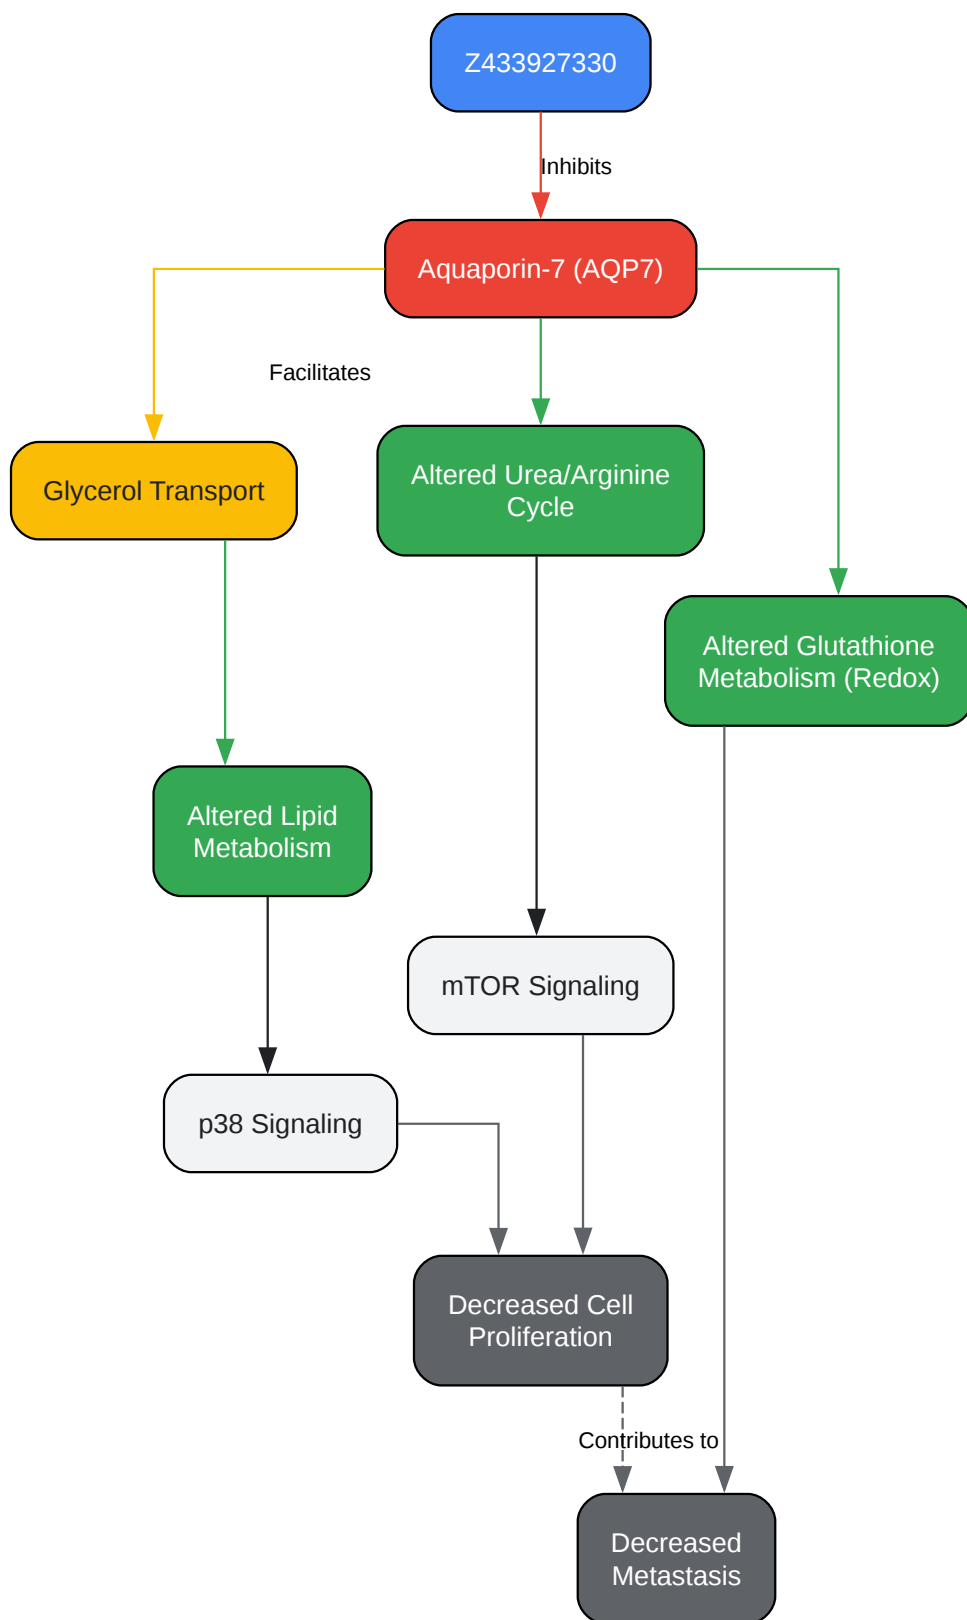 Z433927330
Inhibits
Aquaporin-7 (AQP7)
Facilitates
Glycerol Transport
Altered Urea/Arginine
Cycle
Altered Glutathione
Metabolism (Redox)
Altered Lipid
Metabolism
mTOR Signaling
p38 Signaling
Decreased Cell
Proliferation
Contributes to
Decreased
Metastasis